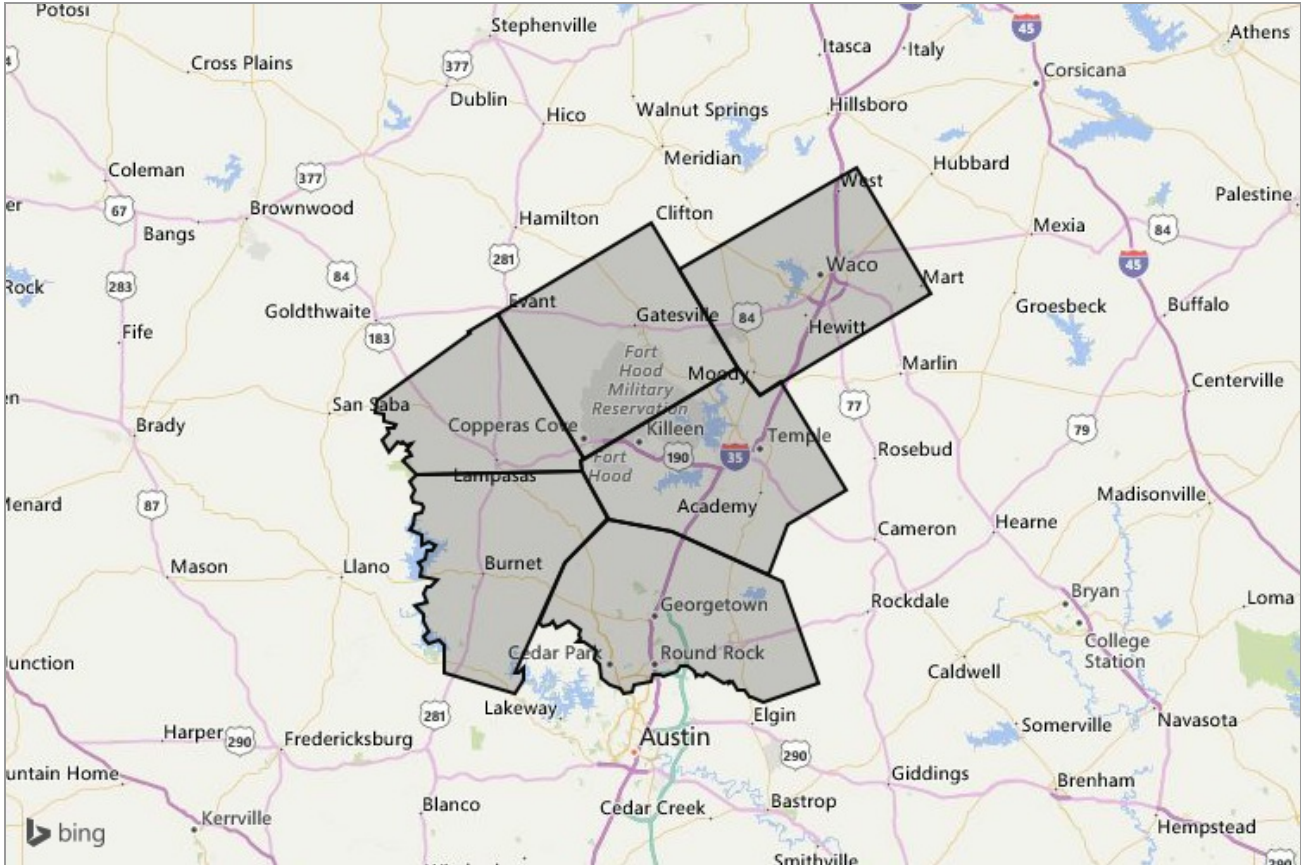 Potosi
Stephenville
45
Athens
Itasca
Italy
Cross Plains
377
Corsicana
Dublin
Hillsboro
Walnut Springs
Hico
Meridian
Hubbard
Coleman
377
West
Palestine
67
Brownwood
Clifton
Hamilton
Mexia
84
Bangs
281
84
45
Waco
Mart
Rock
283
Goldthwaite
Evant
Groesbeck
Buffalo
Gatesville
84
Hewitt
Fife
183
Fort
Hood
Military
Reservation
Moody
Marlin
Centerville
San Saba
77
Brady
Copperas Cove
Killeen
Temple
79
190
35
Rosebud
Fort
Hood
Lampasas
Menard
87
Academy
Madisonville
Cameron
Hearne
Mason
Llano
Burnet
Bryan
Georgetown
Rockdale
Loma
College
Station
Junction
Cedar Park
Round Rock
Caldwell
281
Lakeway
Elgin
Navasota
Harper
290
Fredericksburg
Austin
290
Somerville
untain Home
Giddings
Brenham
Blanco
Cedar Creek
Bastrop
Kerrville
Hempstead
bing
Smithville
290